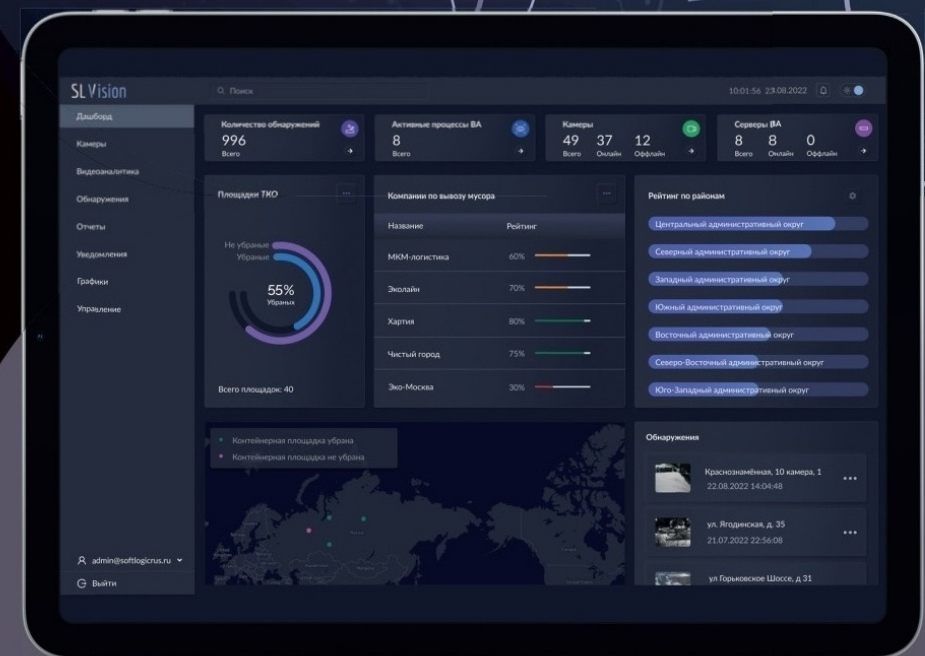 SL Vision
Поиск
10:01:56 23.08.2022
Дашборд
Камеры
Видеоаналитика
Обнаружения
Отчеты
Уведомления
Графики
Управление
admin@softlogicrus.ru
Выйти
Количество обнаружений
996
Всего
Активные процессы ВА
8
Всего
Камеры
49 37 12
Всего Онлайн Оффлайн
Серверы ВА
8 8 0
Всего Онлайн Оффлайн
Площадки ТКО
Не убраные
Убраные
55%
Убраных
Всего площадок: 40
Компании по вывозу мусора
Название Рейтинг
МКМ-логистика 60%
Эколайн 70%
Хартия 80%
Чистый город 75%
Эко-Москва 30%
Рейтинг по районам
Центральный административный округ
Северный административный округ
Западный административный округ
Южный административный округ
Восточный административный округ
Северо-Восточный административный округ
Юго-Западный административный округ
Контейнерная площадка убрана
Контейнерная площадка не убрана
Обнаружения
Краснознамённая, 10 камера, 1
22.08.2022 14:04:48
ул. Ягодинская, д. 35
21.07.2022 22:56:08
ул Горьковское Шоссе, д 31